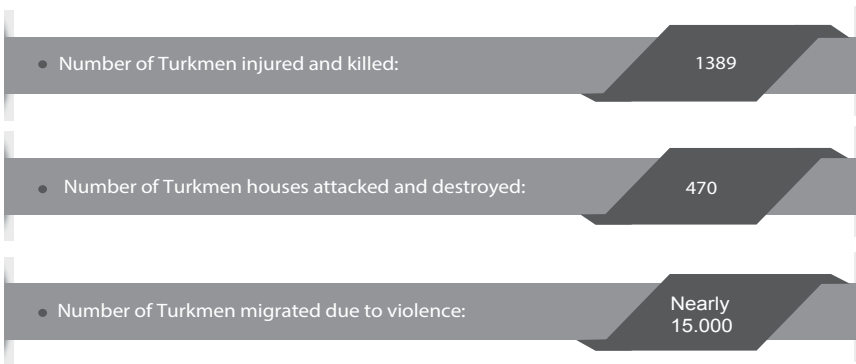 • Number of Turkmen injured and killed: 1389
• Number of Turkmen houses attacked and destroyed: 470
• Number of Turkmen migrated due to violence: Nearly
15.000